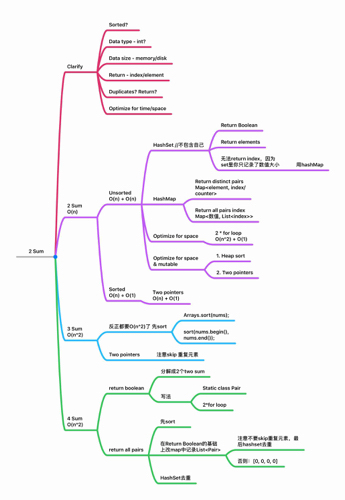 2 Sum
Clarify
Sorted?
Data type - int?
Data size - memory/disk
Return - index/element
Duplicates? Return?
Optimize for time/space
2 Sum
O(n)
Unsorted
O(n) + O(n)
HashSet //不包含自己
Return Boolean
Return elements
无法return index，因为
set里你只记录了数值大小
用hashMap
HashMap
Return distinct pairs
Map<element, index/
counter>
Return all pairs index
Map<数值, List<index>>
Optimize for space
2 * for loop
O(n^2) + O(1)
Optimize for space
& mutable
1. Heap sort
2. Two pointers
Sorted
O(n) + O(1)
Two pointers
O(n) + O(1)
3 Sum
O(n^2)
反正都要O(n^2)了 先sort
Arrays.sort(nums);
sort(nums.begin(),
nums.end());
Two pointers
注意skip 重复元素
4 Sum
O(n^2)
return boolean
分解成2个two sum
写法
Static class Pair
2*for loop
return all pairs
先sort
在Return Boolean的基础
上改map中记录List<Pair>
注意不要skip重复元素，最
后hashset去重
否则：[0, 0, 0, 0]
HashSet去重